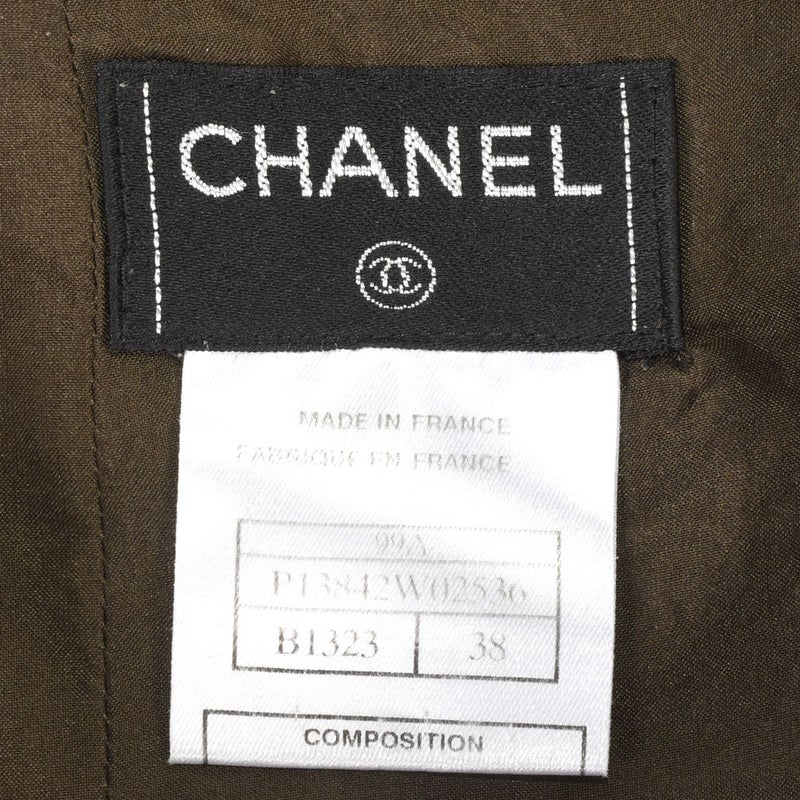 CHANEL
MADE IN FRANCE
FABRIQUE EN FRANCE
99A
P13842W02536
B1323 38
COMPOSITION